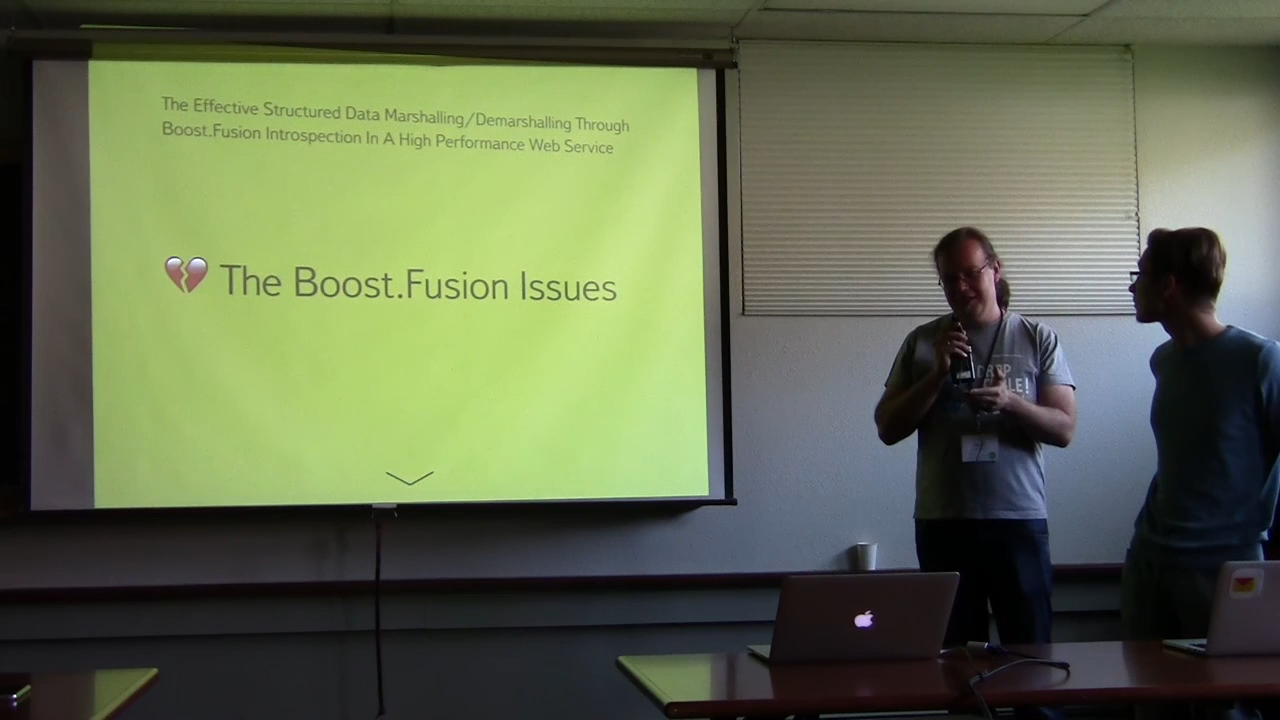 The Effective Structured Data Marshalling/Demarshalling Through
Boost.Fusion Introspection In A High Performance Web Service
💔 The Boost.Fusion Issues